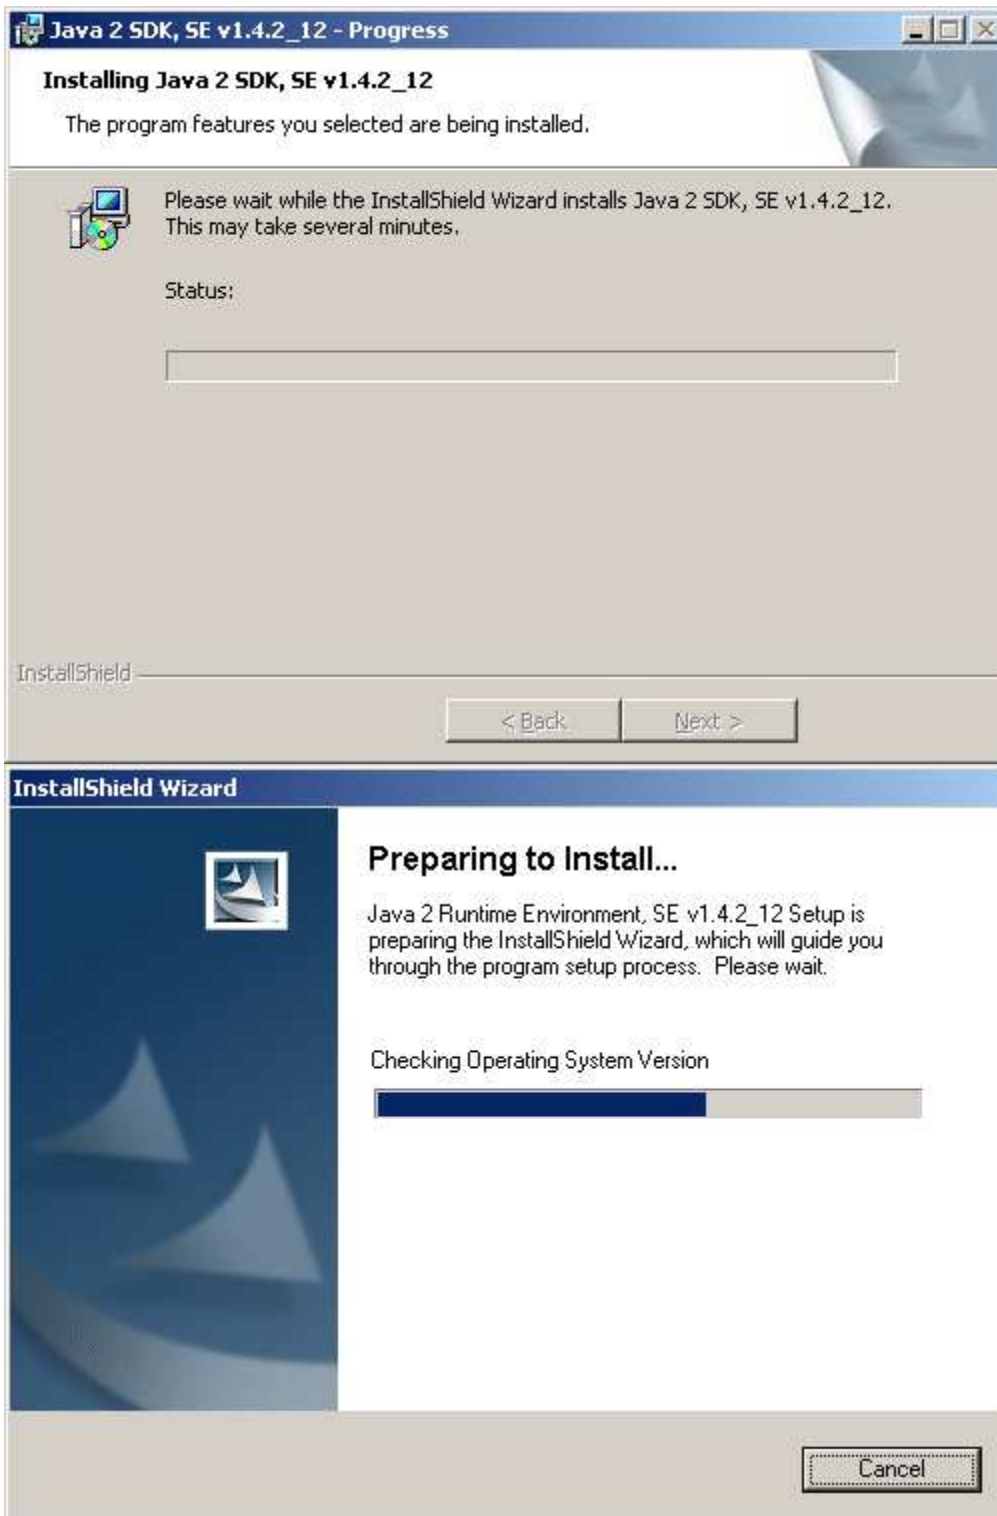 Java 2 SDK, SE v1.4.2_12 - Progress
Installing Java 2 SDK, SE v1.4.2_12
The program features you selected are being installed.
Please wait while the InstallShield Wizard installs Java 2 SDK, SE v1.4.2_12.
This may take several minutes.
Status:
InstallShield
< Back Next >
InstallShield Wizard
Preparing to Install...
Java 2 Runtime Environment, SE v1.4.2_12 Setup is
preparing the InstallShield Wizard, which will guide you
through the program setup process. Please wait.
Checking Operating System Version
Cancel